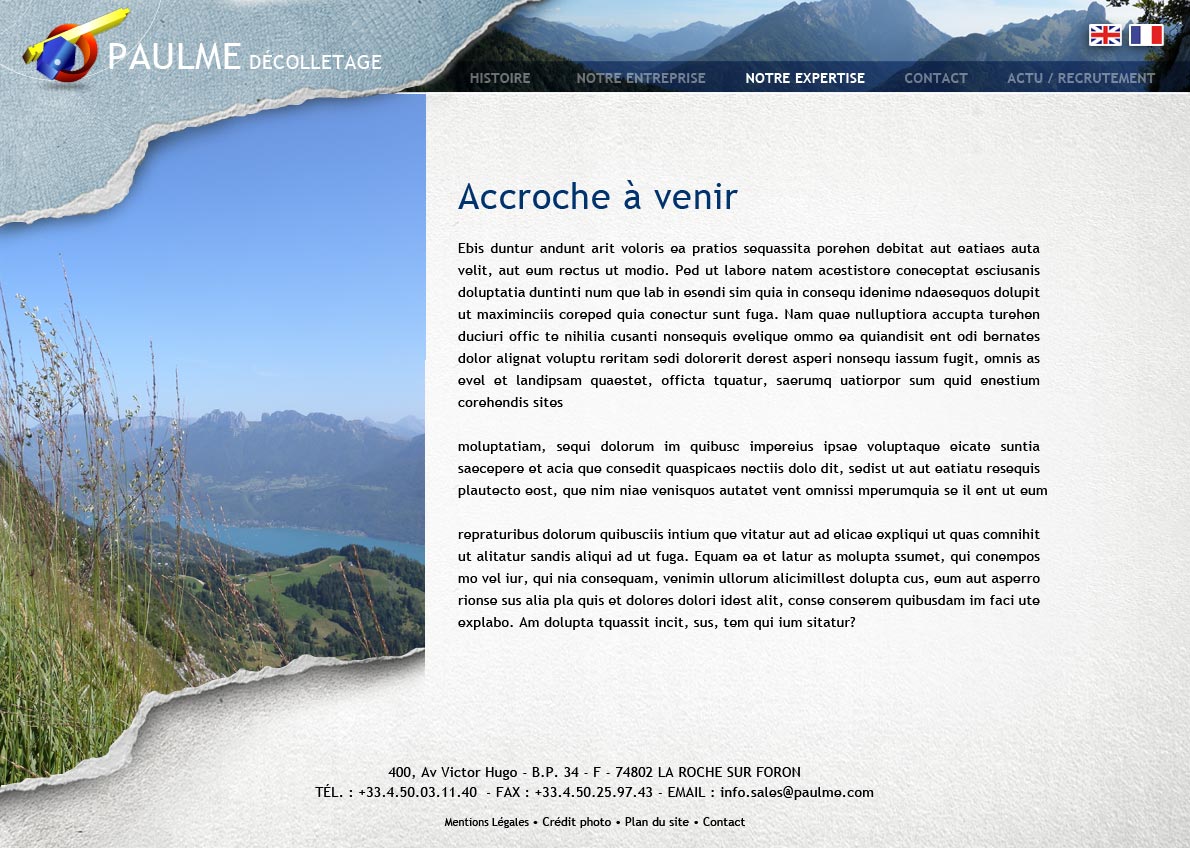 PAULME DÉCOLLETAGE
HISTOIRE NOTRE ENTREPRISE NOTRE EXPERTISE CONTACT ACTU / RECRUTEMENT
Accroche à venir
Ebis duntur andunt arit voloris ea pratios sequassita porehen debitat aut eatiaes auta
velit, aut eum rectus ut modio. Ped ut labore natem acestistore coneceptat esciusanis
doluptatia duntinti num que lab in esendi sim quia in consequ idenime ndaesequos dolupit
ut maximinciis coreped quia conectur sunt fuga. Nam quae nulluptiora accupta turehen
duciuri offic te nihilia cusanti nonsequis evelique ommo ea quiandisit ent odi bernates
dolor alignat voluptu reritam sedi dolorerit derest asperi nonsequ iassum fugit, omnis as
evel et landipsam quaestet, officta tquatur, saerumq uatiorpor sum quid enestium
corehendis sites
moluptatiam, sequi dolorum im quibusc impereius ipsae voluptaque eicate suntia
saecepere et acia que consedit quaspicaes nectiis dolo dit, sedist ut aut eatiatu resequis
plautecto eost, que nim niae venisquos autatet vent omnissi mperumquia se il ent ut eum
repraturibus dolorum quibusciis intium que vitatur aut ad elicae expliqui ut quas comnihit
ut alitatur sandis aliqui ad ut fuga. Equam ea et latur as molupta ssumet, qui conempos
mo vel iur, qui nia consequam, venimin ullorum alicimillest dolupta cus, eum aut asperro
rionse sus alia pla quis et dolores dolori idest alit, conse conserem quibusdam im faci ute
explabo. Am dolupta tquassit incit, sus, tem qui ium sitatur?
400, Av Victor Hugo - B.P. 34 - F - 74802 LA ROCHE SUR FORON
TÉL. : +33.4.50.03.11.40 - FAX : +33.4.50.25.97.43 - EMAIL : info.sales@paulme.com
Mentions Légales • Crédit photo • Plan du site • Contact